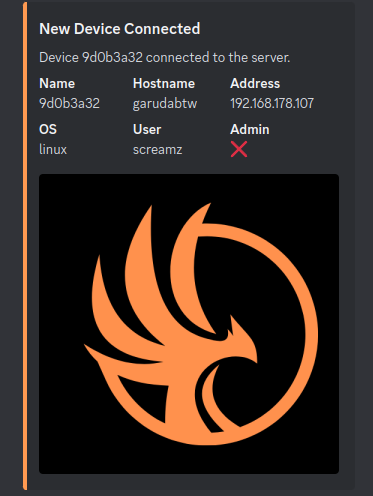 New Device Connected
Device 9d0b3a32 connected to the server.
Name Hostname Address
9d0b3a32 garudabtw 192.168.178.107
OS User Admin
linux screamz ❌